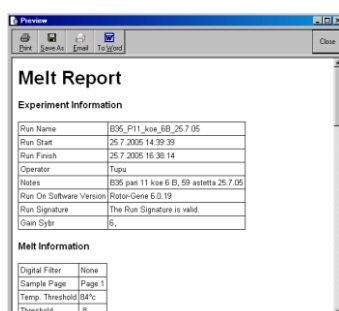 Preview
Print Save As Email To Word Close
Melt Report
Experiment Information
Run Name B35_P11_koe_6B_25.7.05
Run Start 25.7.2005 14:39:39
Run Finish 25.7.2005 16:38:14
Operator Tupu
Notes B35 pari 11 koe 6 B, 59 astetta 25.7.05
Run On Software Version Rotor-Gene 6.0.19
Run Signature The Run Signature is valid.
Gain Sybr 6,
Melt Information
Digital Filter None
Sample Page Page 1
Temp. Threshold 84°c
Threshold